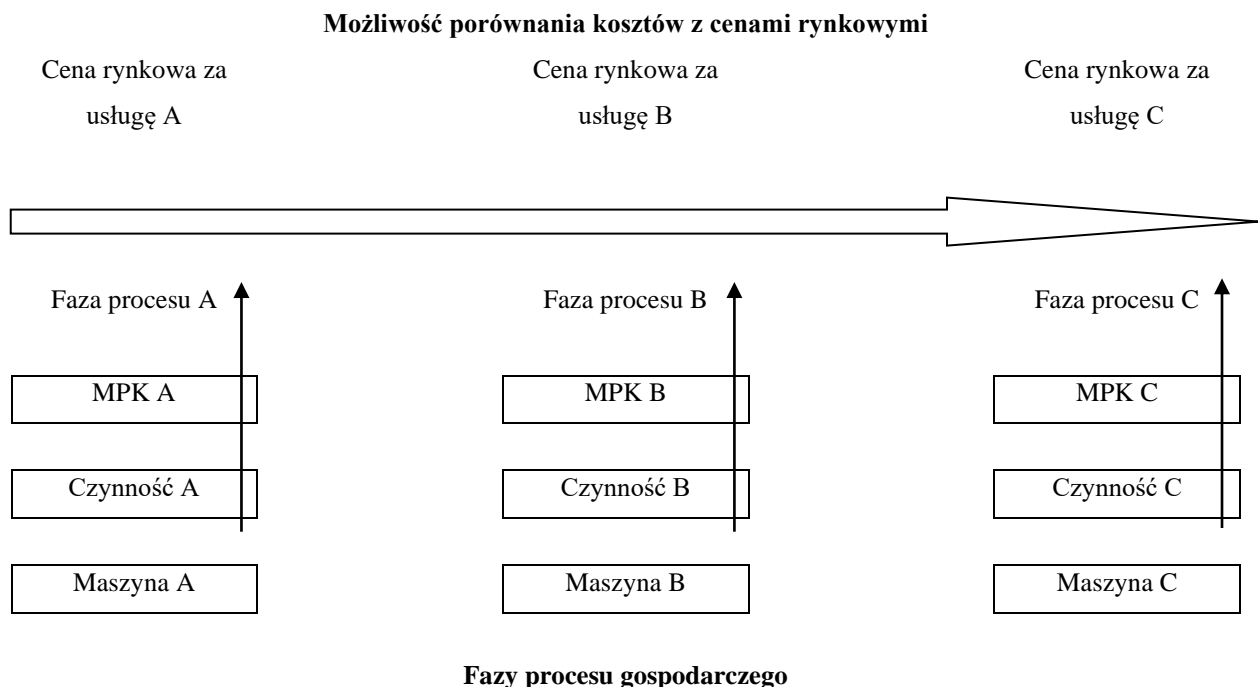 Możliwość porównania kosztów z cenami rynkowymi
Cena rynkowa za
usługę A
Cena rynkowa za
usługę B
Cena rynkowa za
usługę C
Faza procesu A
Faza procesu B
Faza procesu C
MPK A
MPK B
MPK C
Czynność A
Czynność B
Czynność C
Maszyna A
Maszyna B
Maszyna C
Fazy procesu gospodarczego